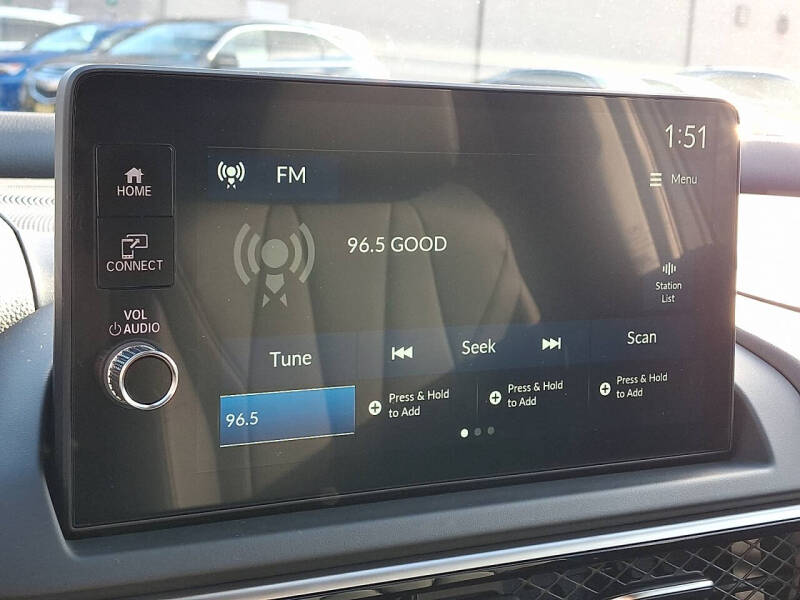 1:51
HOME
FM
Menu
CONNECT
96.5 GOOD
Station
List
VOL
AUDIO
Tune
Seek
Scan
96.5
Press & Hold
to Add
Press & Hold
to Add
Press & Hold
to Add